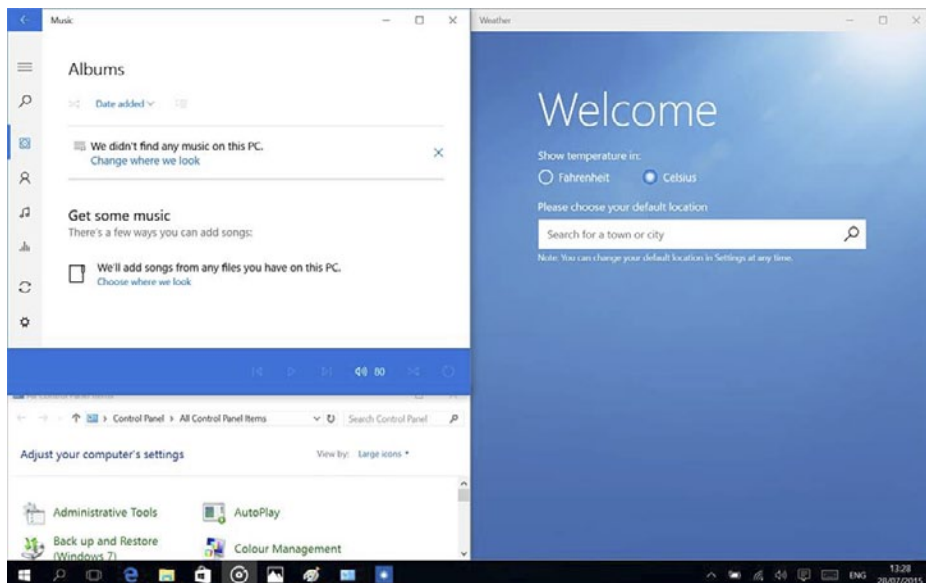 Music
Albums
Date added
We didn't find any music on this PC.
Change where we look
Get some music
There's a few ways you can add songs:
We'll add songs from any files you have on this PC.
Choose where we look
80
Control Panel > All Control Panel Items
Search Control Panel
Adjust your computer's settings
View by: Large icons
Administrative Tools
AutoPlay
Back up and Restore
(Windows 7)
Colour Management
Weather
Welcome
Show temperature in:
Fahrenheit
Celsius
Please choose your default location
Search for a town or city
Note: You can change your default location in Settings at any time.
ENG
13:28
28/07/2015